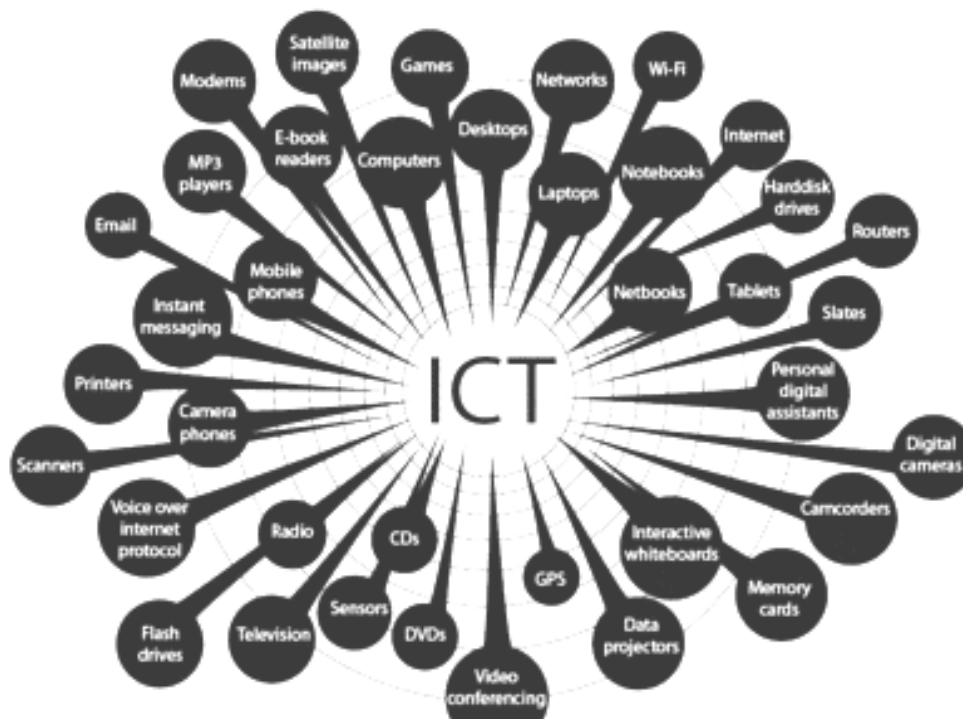 Satellite
images
Games
Modems
Networks
Wi-Fi
E-book
readers
Desktops
Internet
MP3
players
Computers
Laptops
Notebooks
Harddisk
drives
Email
Routers
Mobile
phones
Netbooks
Tablets
Instant
messaging
Slates
Printers
ICT
Personal
digital
assistants
Camera
phones
Scanners
Digital
cameras
Voice over
internet
protocol
Radio
CDs
Interactive
whiteboards
Camcorders
GPS
Memory
cards
Flash
drives
Television
Sensors
DVDs
Data
projectors
Video
conferencing